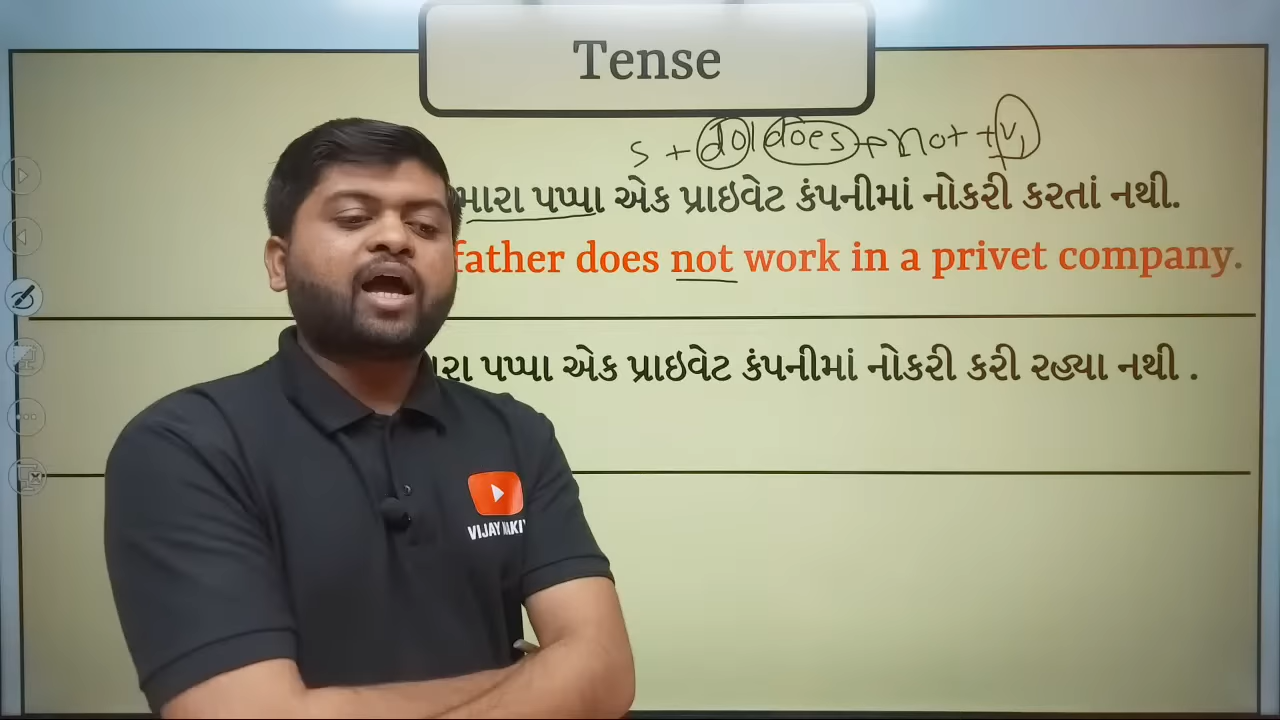 Tense
S + do/does + not + V1
મારા પપ્પા એક પ્રાઇવેટ કંપનીમાં નોકરી કરતાં નથી.
father does not work in a privet company.
પપ્પા એક પ્રાઇવેટ કંપનીમાં નોકરી કરી રહ્યા નથી .
VIJAY